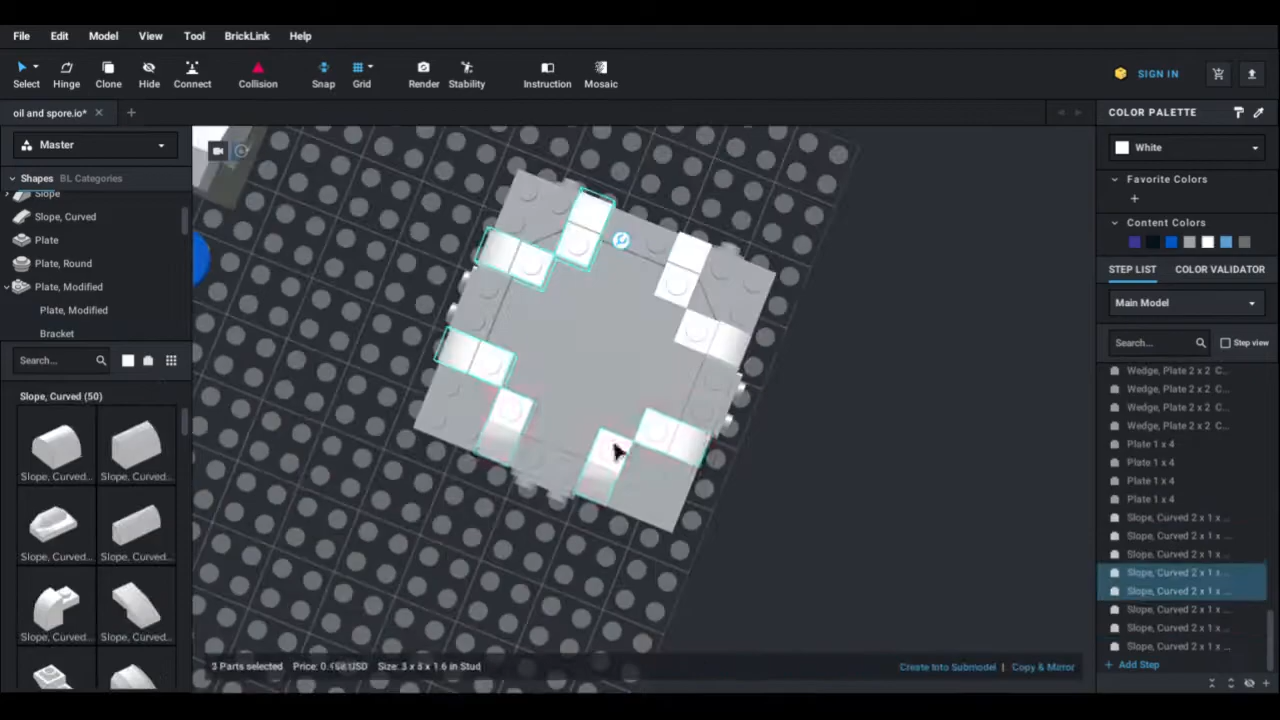 File Edit Model View Tool BrickLink Help
Select Hinge Clone Hide Connect Collision Snap Grid Render Stability Instruction Mosaic
SIGN IN
oil and spore.io*
COLOR PALETTE
Master
White
Shapes BL Categories
Favorite Colors
Slope
Slope, Curved
Content Colors
Plate
Plate, Round
STEP LIST COLOR VALIDATOR
Plate, Modified
Main Model
Plate, Modified
Bracket
Search...
Step view
Search...
Wedge, Plate 2 x 2 C...
Wedge, Plate 2 x 2 C...
Wedge, Plate 2 x 2 C...
Wedge, Plate 2 x 2 C...
Plate 1 x 4
Plate 1 x 4
Plate 1 x 4
Plate 1 x 4
Slope, Curved 2 x 1 x ...
Slope, Curved 2 x 1 x ...
Slope, Curved 2 x 1 x ...
Slope, Curved 2 x 1 x ...
Slope, Curved 2 x 1 x ...
Slope, Curved 2 x 1 x ...
Slope, Curved 2 x 1 x ...
Slope, Curved 2 x 1 x ...
+ Add Step
Slope, Curved (50)
Slope, Curved... Slope, Curved...
Slope, Curved... Slope, Curved...
Slope, Curved... Slope, Curved...
Parts selected Price: USD Size: in Stud
Create Into Submodel | Copy & Mirror